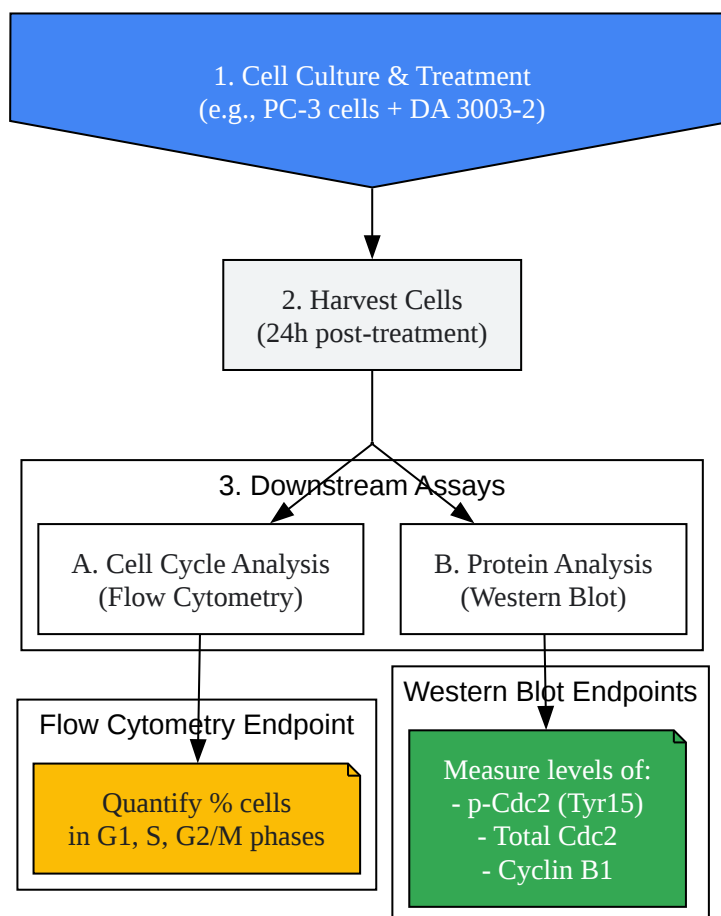 1. Cell Culture & Treatment
(e.g., PC-3 cells + DA 3003-2)
2. Harvest Cells
(24h post-treatment)
3. Downstream Assays
A. Cell Cycle Analysis
(Flow Cytometry)
B. Protein Analysis
(Western Blot)
Flow Cytometry Endpoint
Quantify % cells
in G1, S, G2/M phases
Western Blot Endpoints
Measure levels of:
- p-Cdc2 (Tyr15)
- Total Cdc2
- Cyclin B1